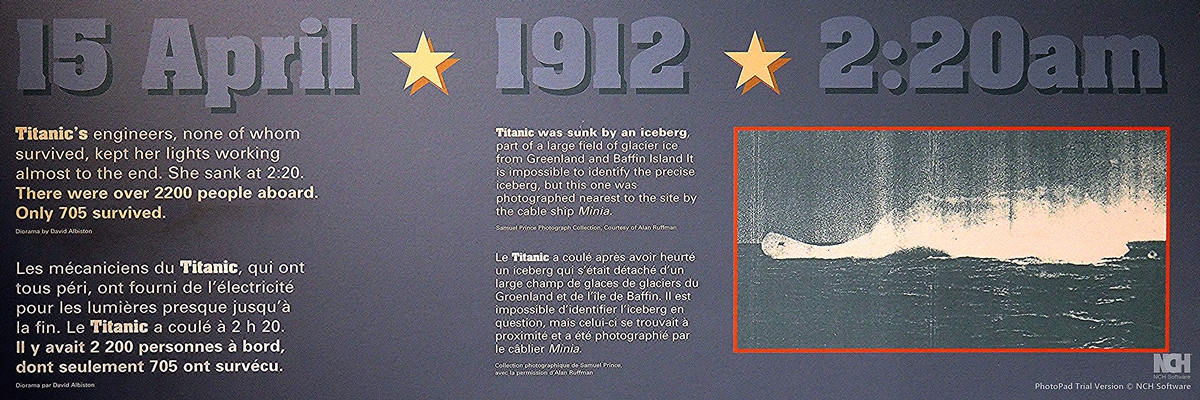 15 April ★ 1912 ★ 2:20am
Titanic's engineers, none of whom
survived, kept her lights working
almost to the end. She sank at 2:20.
There were over 2200 people aboard.
Only 705 survived.
Diorama by David Albiston
Les mécaniciens du Titanic, qui ont
tous péri, ont fourni de l'électricité
pour les lumières presque jusqu'à
la fin. Le Titanic a coulé à 2 h 20.
Il y avait 2 200 personnes à bord,
dont seulement 705 ont survécu.
Diorama par David Albiston
Titanic was sunk by an iceberg,
part of a large field of glacier ice
from Greenland and Baffin Island It
is impossible to identify the precise
iceberg, but this one was
photographed nearest to the site by
the cable ship Minia.
Samuel Prince Photograph Collection, Courtesy of Alan Ruffman
Le Titanic a coulé après avoir heurté
un iceberg qui s'était détaché d'un
large champ de glaces de glaciers du
Groenland et de l'île de Baffin. Il est
impossible d'identifier l'iceberg en
question, mais celui-ci se trouvait à
proximité et a été photographié par
le câblier Minia.
Collection photographique de Samuel Prince,
avec la permission d'Alan Ruffman
NCH
NCH Software
PhotoPad Trial Version © NCH Software